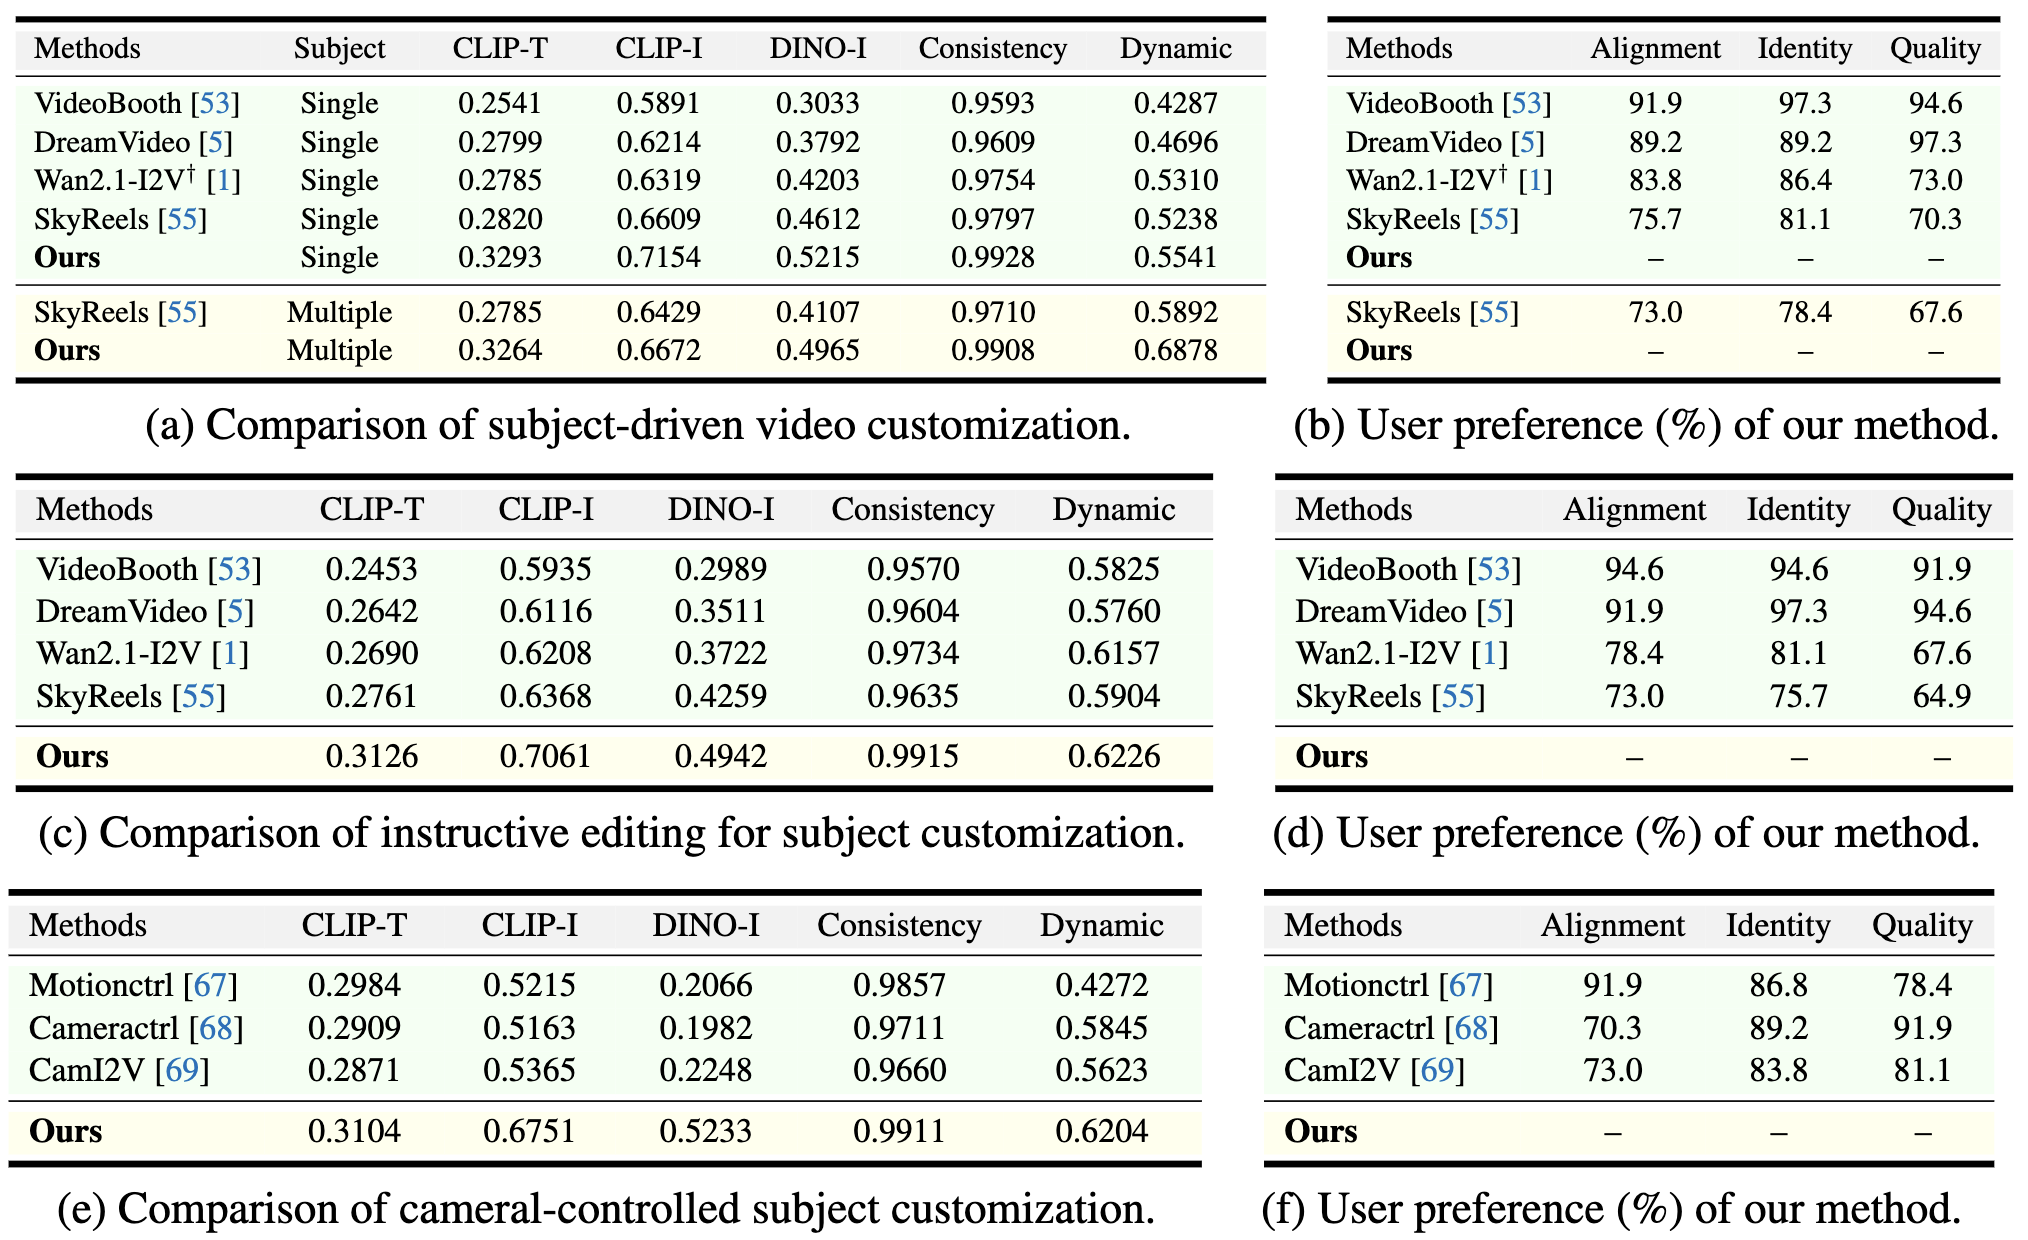 Methods Subject CLIP-T CLIP-I DINO-I Consistency Dynamic
VideoBooth [53] Single 0.2541 0.5891 0.3033 0.9593 0.4287
DreamVideo [5] Single 0.2799 0.6214 0.3792 0.9609 0.4696
Wan2.1-I2V† [1] Single 0.2785 0.6319 0.4203 0.9754 0.5310
SkyReels [55] Single 0.2820 0.6609 0.4612 0.9797 0.5238
Ours Single 0.3293 0.7154 0.5215 0.9928 0.5541
SkyReels [55] Multiple 0.2785 0.6429 0.4107 0.9710 0.5892
Ours Multiple 0.3264 0.6672 0.4965 0.9908 0.6878
(a) Comparison of subject-driven video customization.
Methods Alignment Identity Quality
VideoBooth [53] 91.9 97.3 94.6
DreamVideo [5] 89.2 89.2 97.3
Wan2.1-I2V† [1] 83.8 86.4 73.0
SkyReels [55] 75.7 81.1 70.3
Ours – – –
SkyReels [55] 73.0 78.4 67.6
Ours – – –
(b) User preference (%) of our method.
Methods CLIP-T CLIP-I DINO-I Consistency Dynamic
VideoBooth [53] 0.2453 0.5935 0.2989 0.9570 0.5825
DreamVideo [5] 0.2642 0.6116 0.3511 0.9604 0.5760
Wan2.1-I2V [1] 0.2690 0.6208 0.3722 0.9734 0.6157
SkyReels [55] 0.2761 0.6368 0.4259 0.9635 0.5904
Ours 0.3126 0.7061 0.4942 0.9915 0.6226
(c) Comparison of instructive editing for subject customization.
Methods Alignment Identity Quality
VideoBooth [53] 94.6 94.6 91.9
DreamVideo [5] 91.9 97.3 94.6
Wan2.1-I2V [1] 78.4 81.1 67.6
SkyReels [55] 73.0 75.7 64.9
Ours – – –
(d) User preference (%) of our method.
Methods CLIP-T CLIP-I DINO-I Consistency Dynamic
Motionctrl [67] 0.2984 0.5215 0.2066 0.9857 0.4272
Cameractrl [68] 0.2909 0.5163 0.1982 0.9711 0.5845
CamI2V [69] 0.2871 0.5365 0.2248 0.9660 0.5623
Ours 0.3104 0.6751 0.5233 0.9911 0.6204
(e) Comparison of cameral-controlled subject customization.
Methods Alignment Identity Quality
Motionctrl [67] 91.9 86.8 78.4
Cameractrl [68] 70.3 89.2 91.9
CamI2V [69] 73.0 83.8 81.1
Ours – – –
(f) User preference (%) of our method.